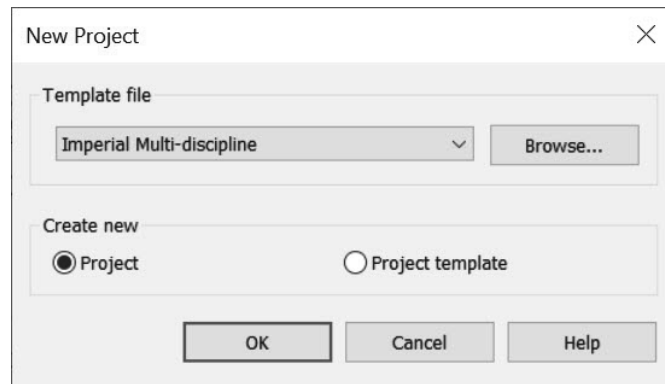 New Project
Template file
Imperial Multi-discipline
Browse...
Create new
Project
Project template
OK
Cancel
Help